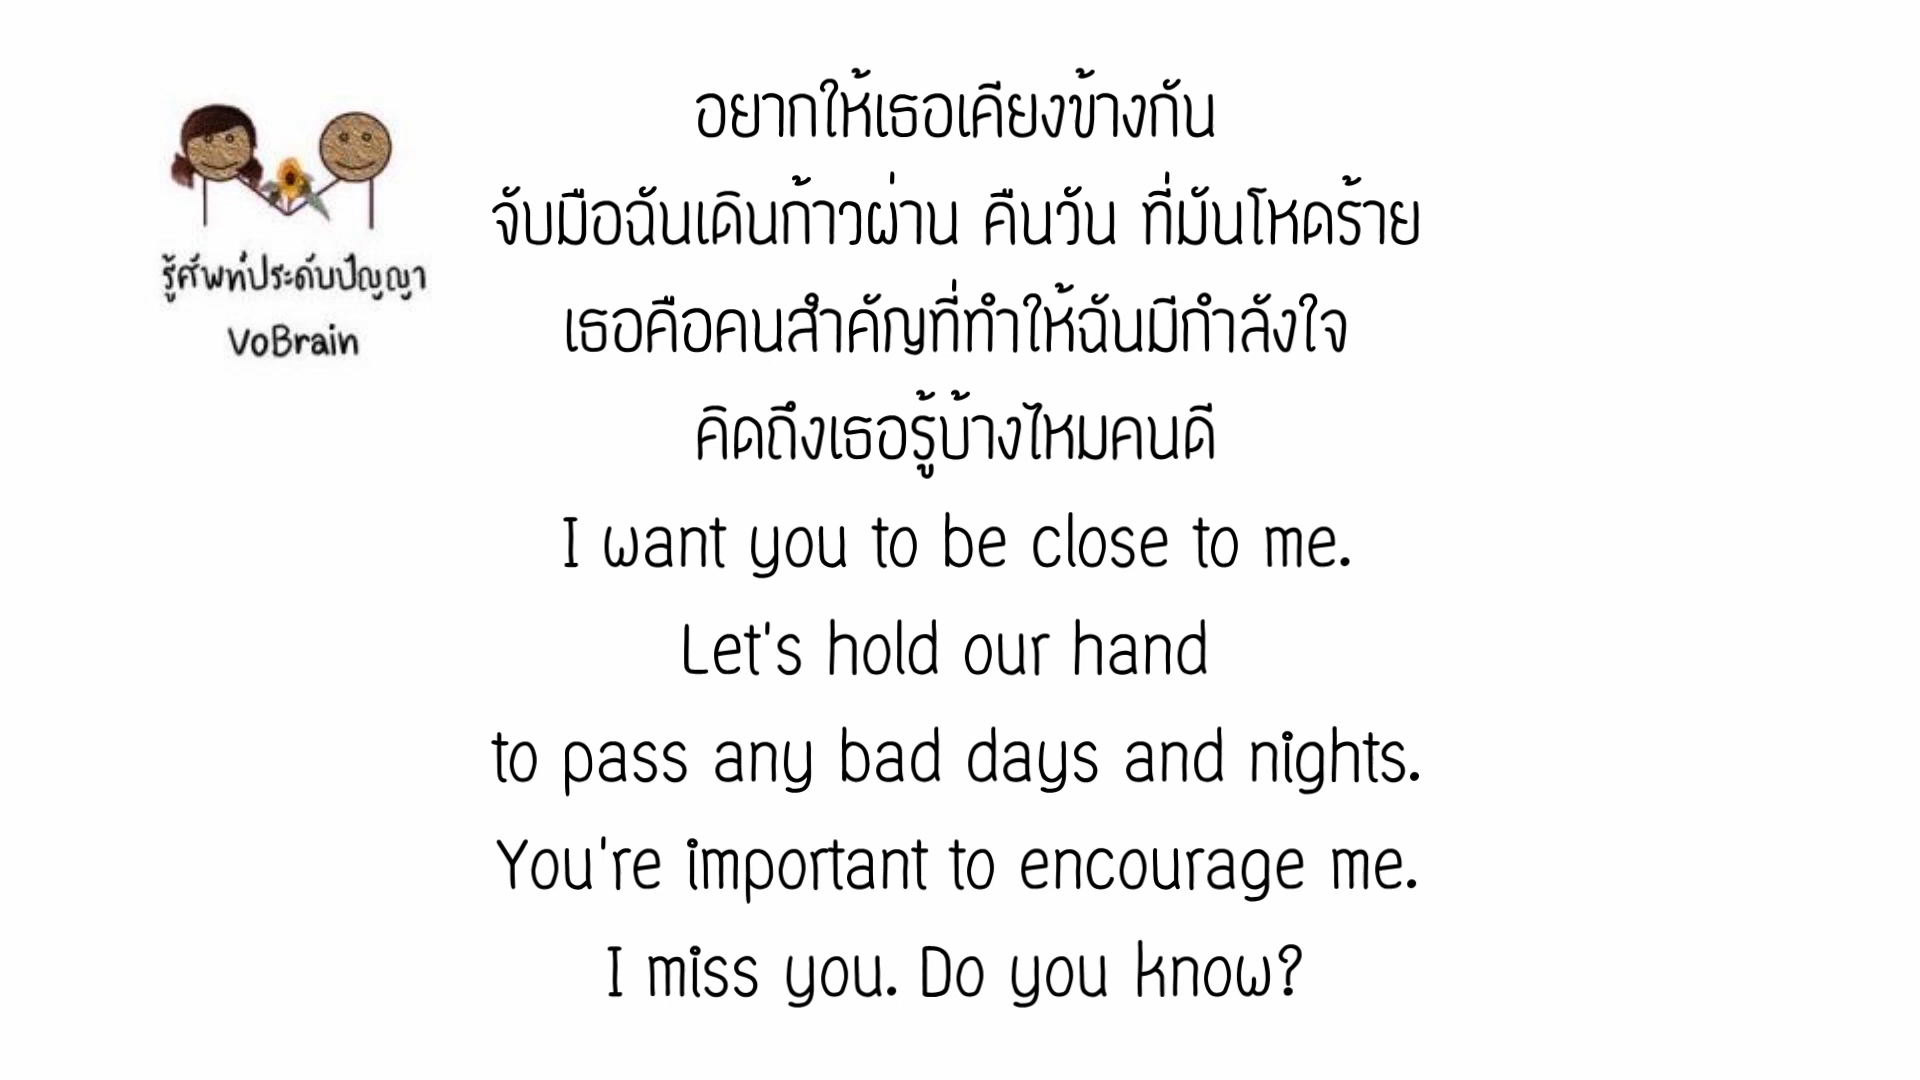 รู้ศัพท์ประดับปัญญา
VoBrain
อยากให้เธอเคียงข้างกัน
จับมือฉันเดินก้าวผ่าน คืนวัน ที่มันโหดร้าย
เธอคือคนสำคัญที่ทำให้ฉันมีกำลังใจ
คิดถึงเธอรู้บ้างไหมคนดี
I want you to be close to me.
Let's hold our hand
to pass any bad days and nights.
You're important to encourage me.
I miss you. Do you know?